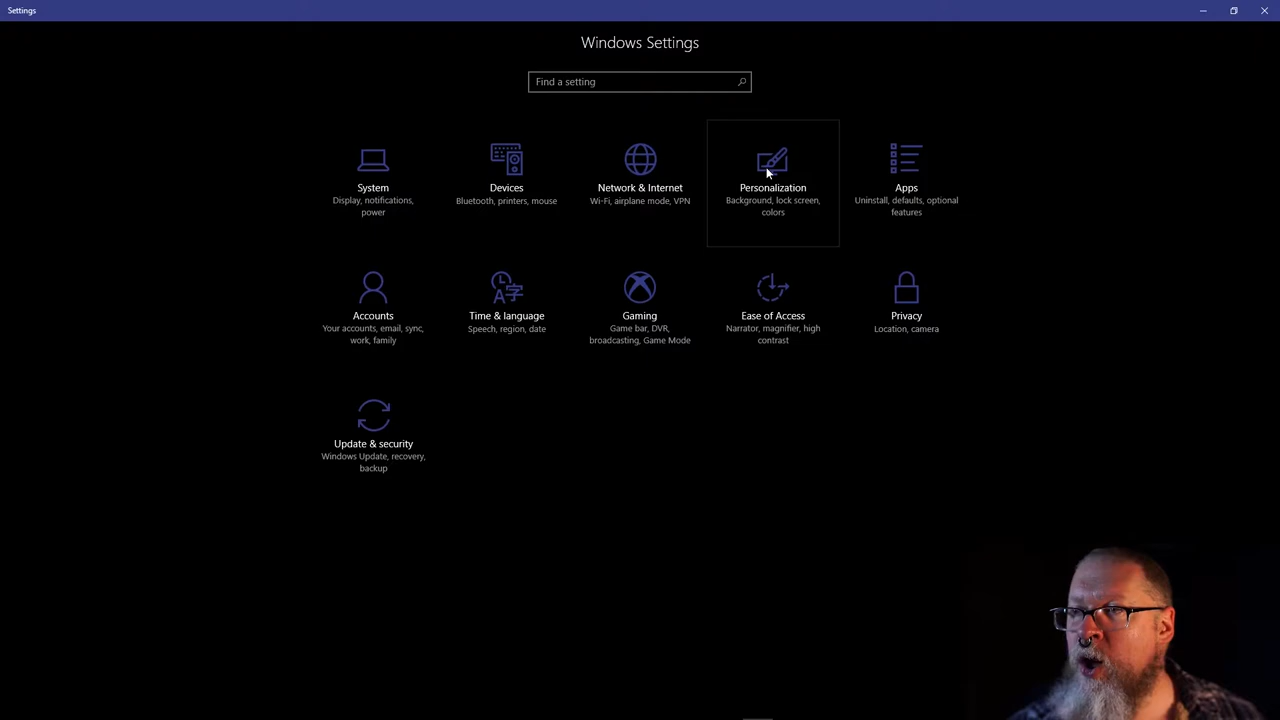 Settings
Windows Settings
Find a setting
System
Display, notifications,
power
Devices
Bluetooth, printers, mouse
Network & Internet
Wi-Fi, airplane mode, VPN
Personalization
Background, lock screen,
colors
Apps
Uninstall, defaults, optional
features
Accounts
Your accounts, email, sync,
work, family
Time & language
Speech, region, date
Gaming
Game bar, DVR,
broadcasting, Game Mode
Ease of Access
Narrator, magnifier, high
contrast
Privacy
Location, camera
Update & security
Windows Update, recovery,
backup